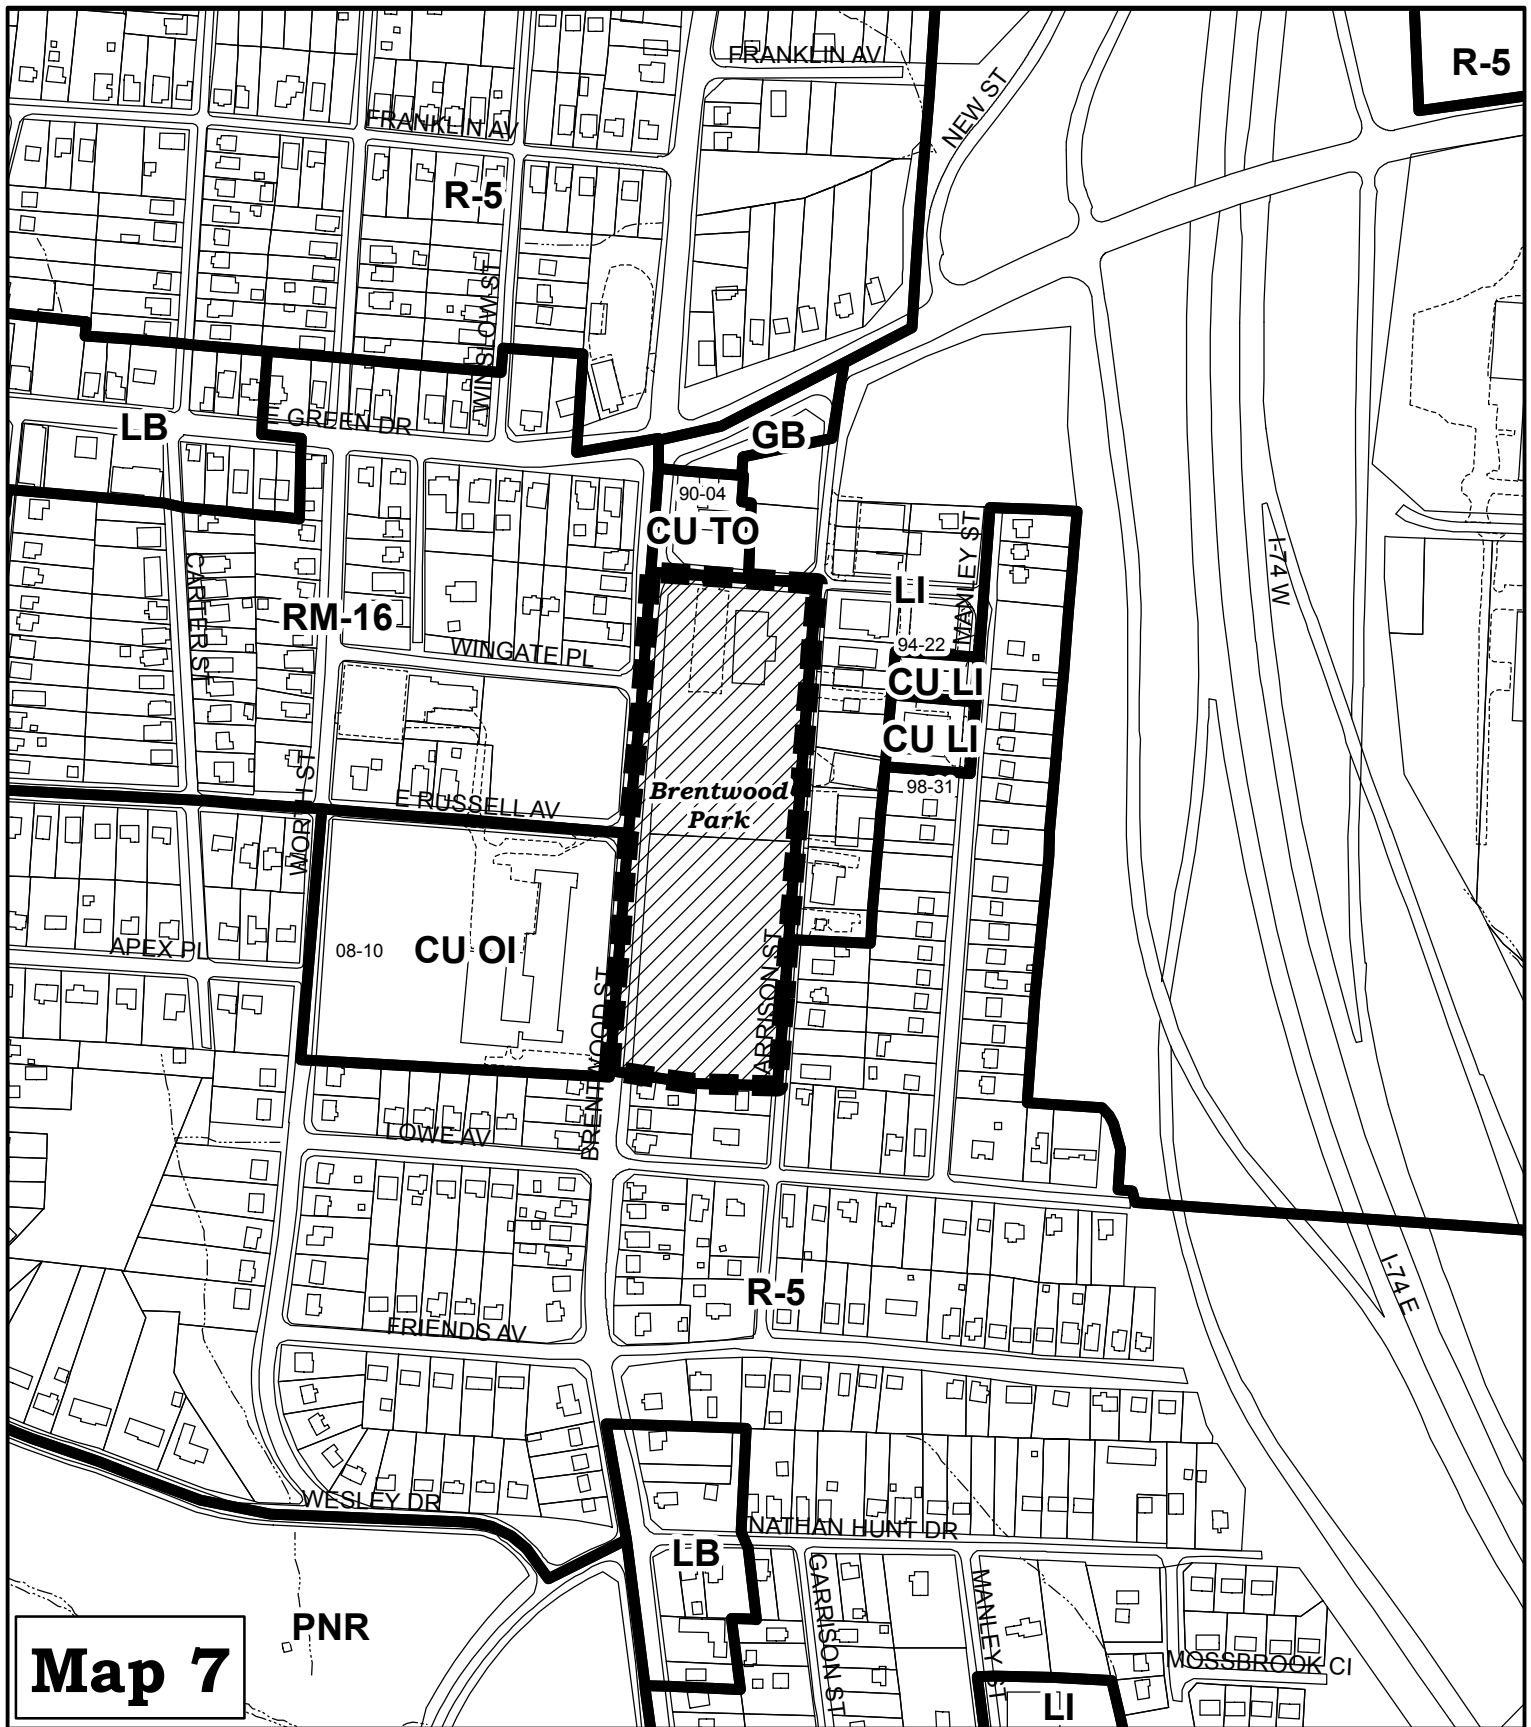 FRANKLIN AV
R-5
NEW ST
FRANKLIN AV
R-5
WINSLOW ST
E GREEN DR
LB
GB
90-04
CU TO
MANLEY ST
I-74 W
CARTER ST
LI
RM-16
94-22
WINGATE PL
CU LI
CU LI
98-31
WORTH ST
E RUSSELL AV
Brentwood
Park
APEX PL
08-10
CU OI
BRENTWOOD ST
ARRISON ST
LOWE AV
R-5
I-74 E
FRIENDS AV
WESLEY DR
NATHAN HUNT DR
LB
GARRISON ST
MANLEY ST
PNR
MOSSBROOK CI
LI
Map 7